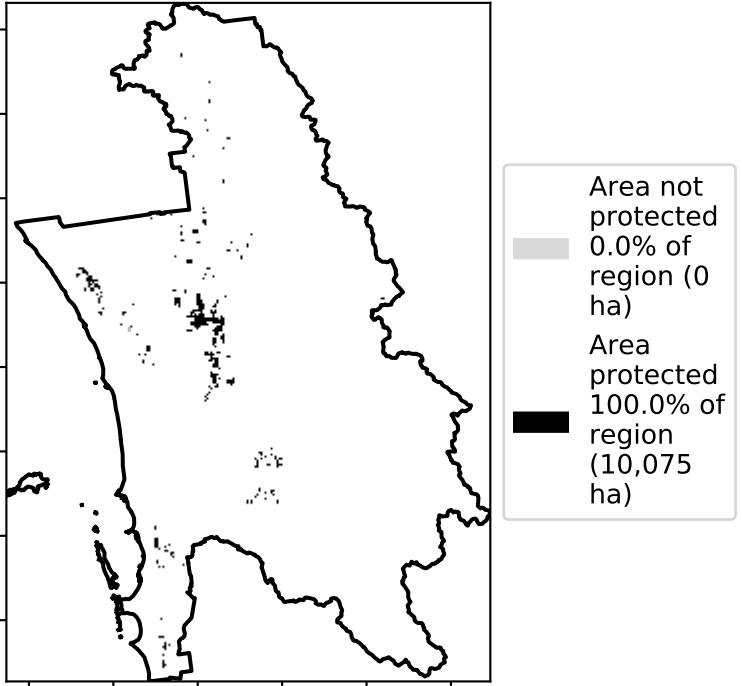 Area not
protected
0.0% of
region (0
ha)
Area
protected
100.0% of
region
(10,075
ha)